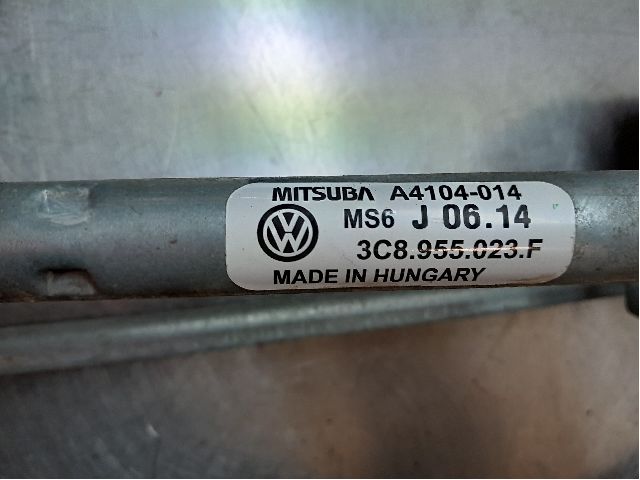 MITSUBA A4104-014
MS6 J 06.14
3C8.955.023.F
MADE IN HUNGARY